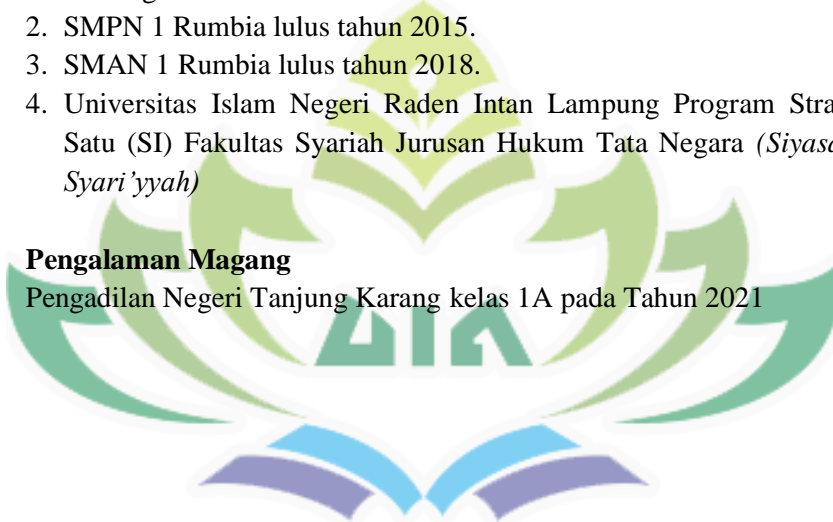 2. SMPN 1 Rumbia lulus tahun 2015.
3. SMAN 1 Rumbia lulus tahun 2018.
4. Universitas Islam Negeri Raden Intan Lampung Program Stra
Satu (SI) Fakultas Syariah Jurusan Hukum Tata Negara (Siyasa
Syari’yyah)
Pengalaman Magang
Pengadilan Negeri Tanjung Karang kelas 1A pada Tahun 2021